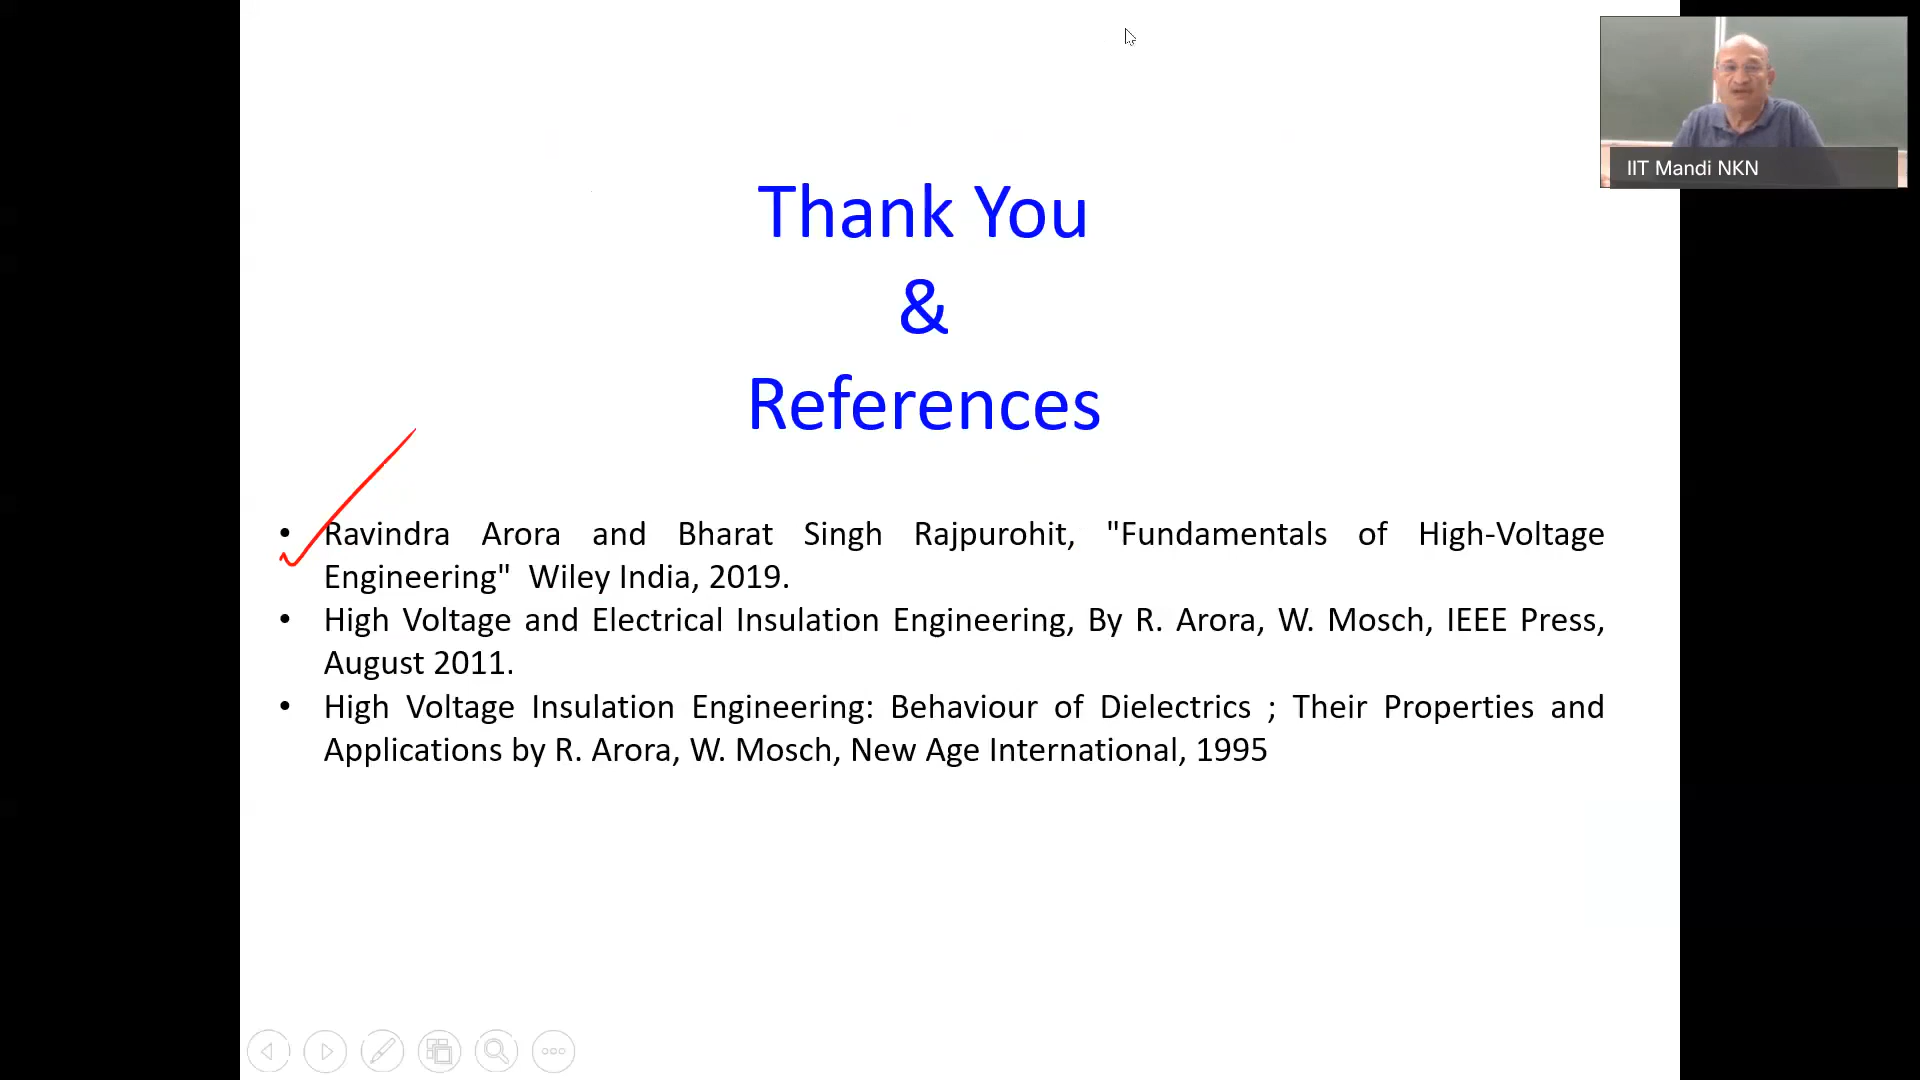 IIT Mandi NKN
Thank You
&
References
• Ravindra Arora and Bharat Singh Rajpurohit, "Fundamentals of High-Voltage
Engineering" Wiley India, 2019.
• High Voltage and Electrical Insulation Engineering, By R. Arora, W. Mosch, IEEE Press,
August 2011.
• High Voltage Insulation Engineering: Behaviour of Dielectrics ; Their Properties and
Applications by R. Arora, W. Mosch, New Age International, 1995